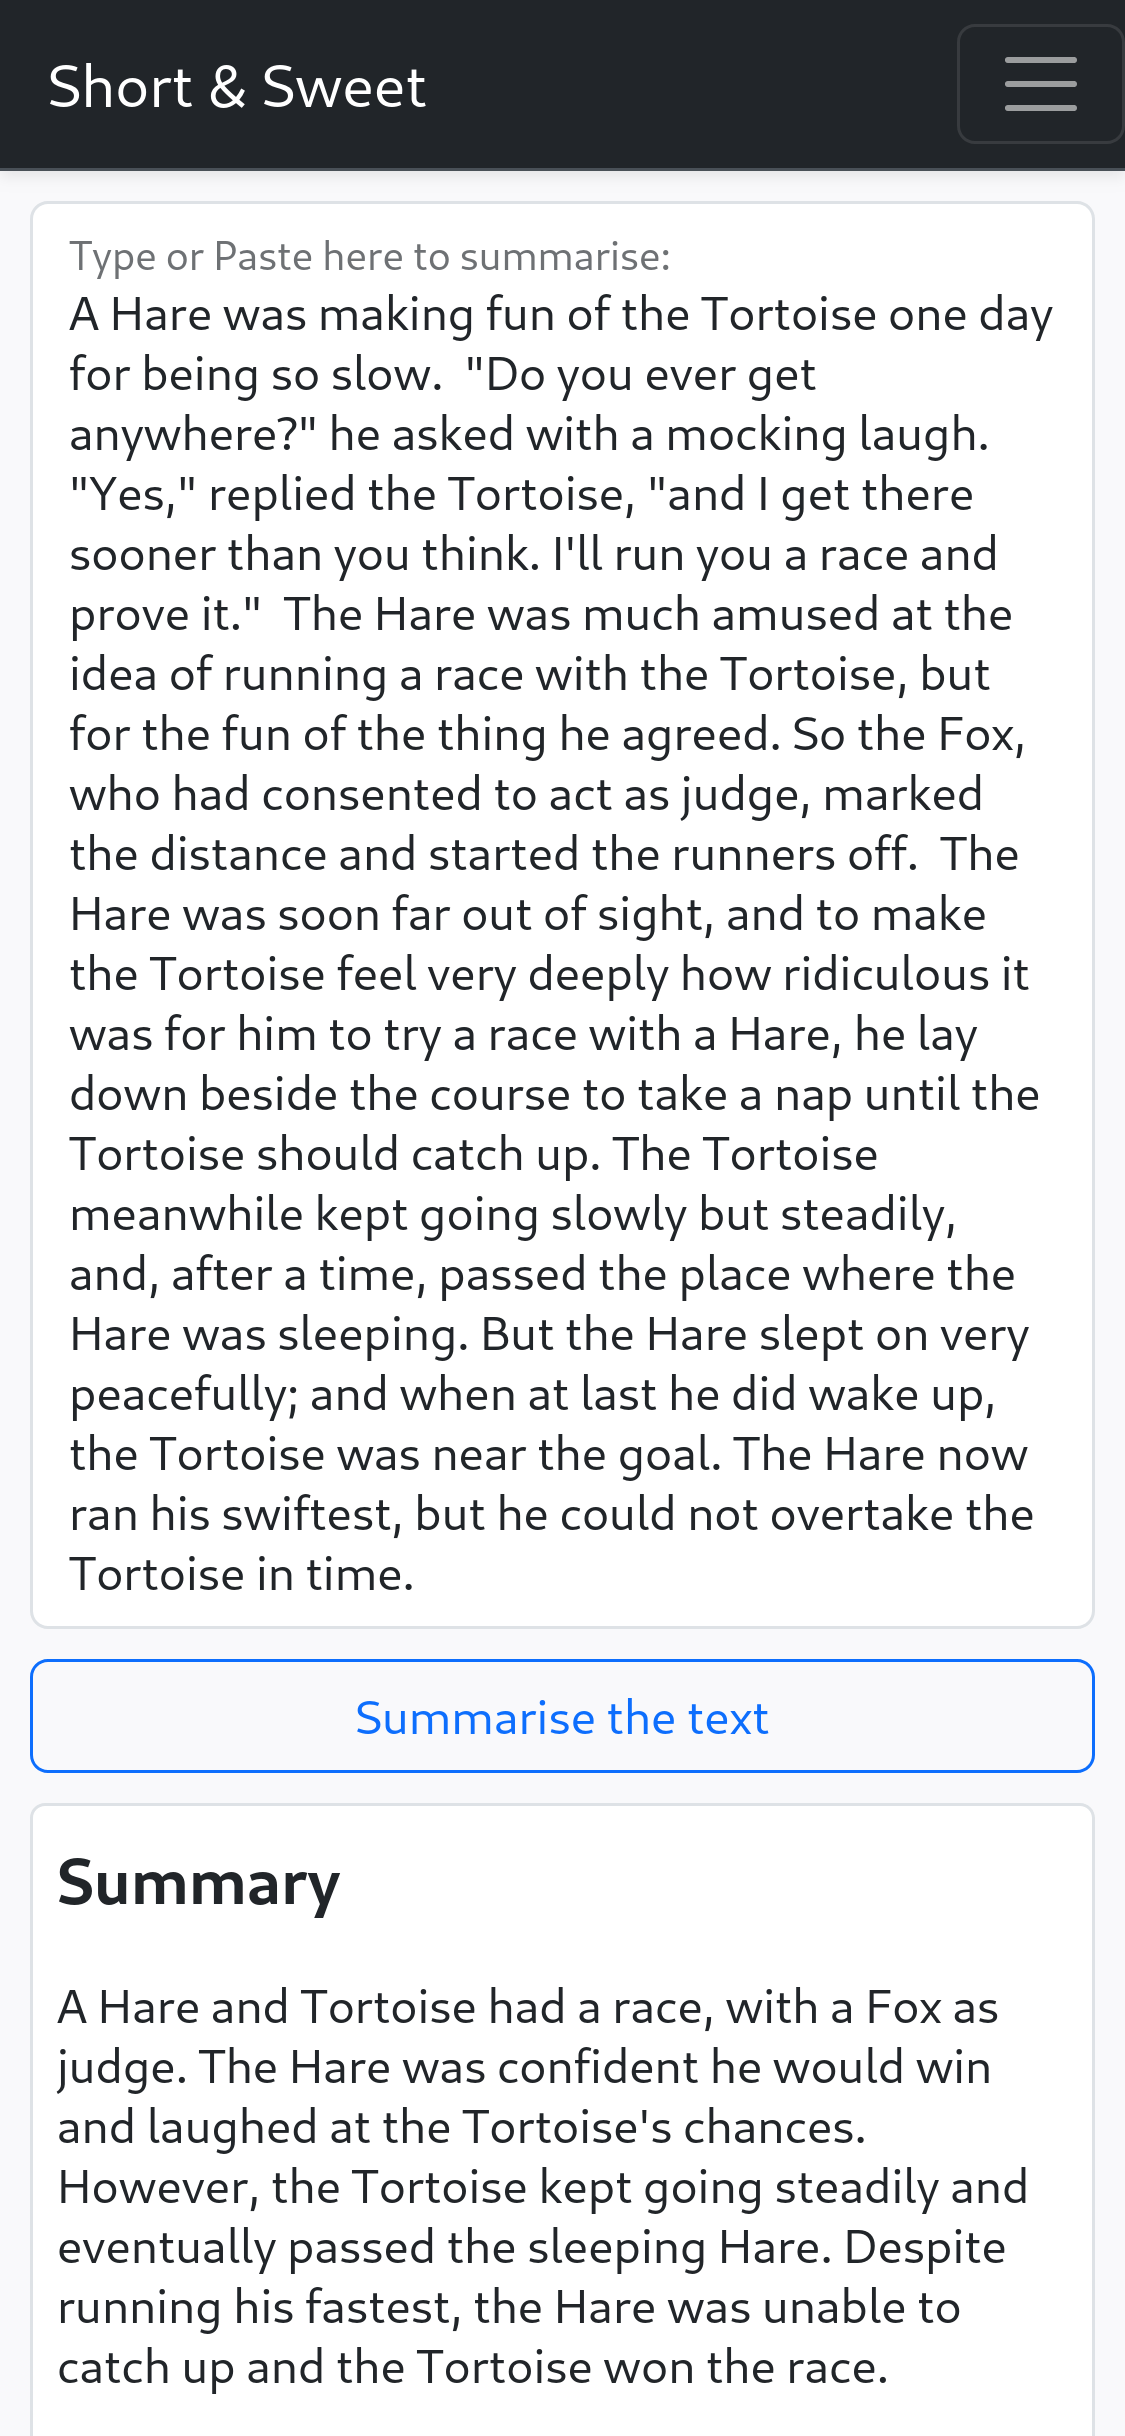 Short & Sweet
Type or Paste here to summarise:
A Hare was making fun of the Tortoise one day
for being so slow.  "Do you ever get
anywhere?" he asked with a mocking laugh.
"Yes," replied the Tortoise, "and I get there
sooner than you think. I'll run you a race and
prove it."  The Hare was much amused at the
idea of running a race with the Tortoise, but
for the fun of the thing he agreed. So the Fox,
who had consented to act as judge, marked
the distance and started the runners off.  The
Hare was soon far out of sight, and to make
the Tortoise feel very deeply how ridiculous it
was for him to try a race with a Hare, he lay
down beside the course to take a nap until the
Tortoise should catch up. The Tortoise
meanwhile kept going slowly but steadily,
and, after a time, passed the place where the
Hare was sleeping. But the Hare slept on very
peacefully; and when at last he did wake up,
the Tortoise was near the goal. The Hare now
ran his swiftest, but he could not overtake the
Tortoise in time.
Summarise the text
Summary
A Hare and Tortoise had a race, with a Fox as
judge. The Hare was confident he would win
and laughed at the Tortoise's chances.
However, the Tortoise kept going steadily and
eventually passed the sleeping Hare. Despite
running his fastest, the Hare was unable to
catch up and the Tortoise won the race.